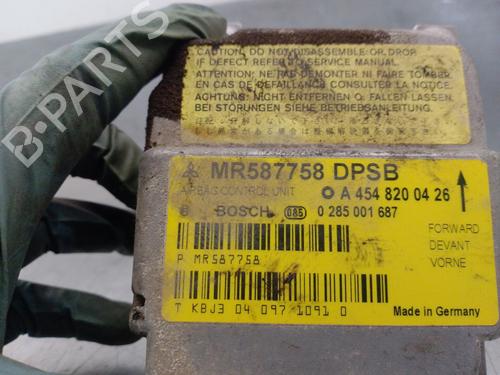 CAUTION: DO NOT DISASSEMBLE OR DROP
IF DEFECT REFER TO SERVICE MANUAL.
ATTENTION: NE PAS DEMONTER NI FAIRE TOMBER.
EN CAS DE DEFAILLANCE CONSULTER LA NOTICE.
ACHTUNG: NICHT ENTFERNEN O. FALLEN LASSEN.
BEI STÖRUNGEN SIEHE BETRIEBSANLEITUNG.
MR587758 DPSB
AIRBAG CONTROL UNIT A 454 820 04 26
BOSCH 085 0 285 001 687
FORWARD
DEVANT
VORNE
P MR587758
T KBJ3 04 097 1091 0
Made in Germany